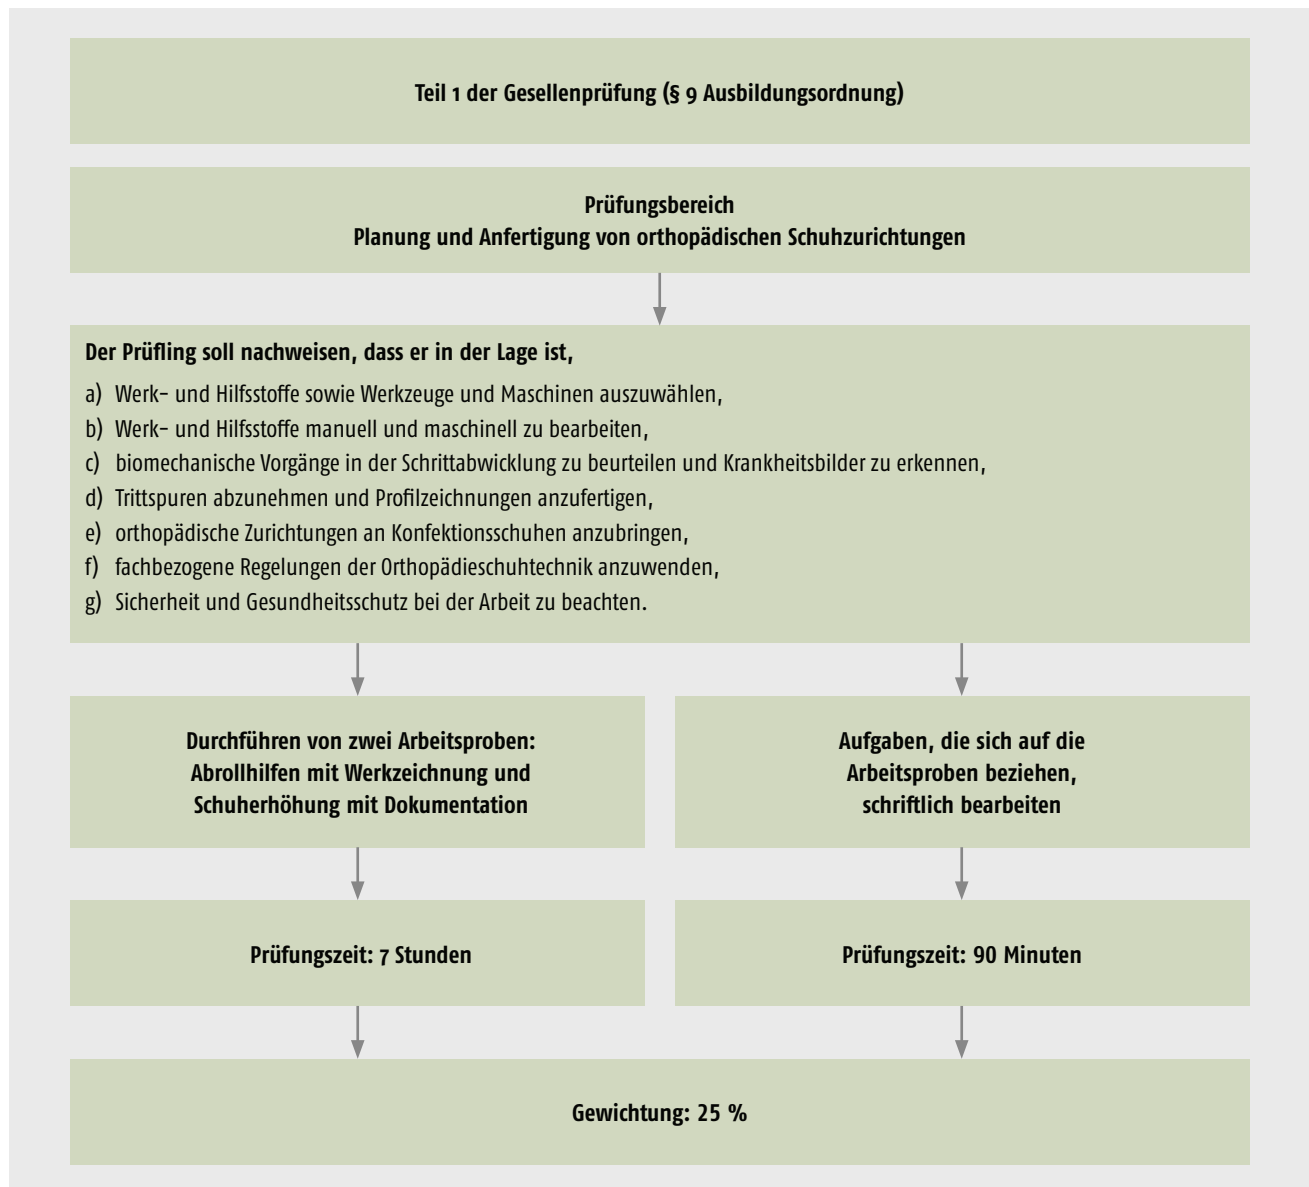 Teil 1 der Gesellenprüfung (§ 9 Ausbildungsordnung)
Prüfungsbereich
Planung und Anfertigung von orthopädischen Schuhzurichtungen
Der Prüfling soll nachweisen, dass er in der Lage ist,
a) Werk- und Hilfsstoffe sowie Werkzeuge und Maschinen auszuwählen,
b) Werk- und Hilfsstoffe manuell und maschinell zu bearbeiten,
c) biomechanische Vorgänge in der Schrittabwicklung zu beurteilen und Krankheitsbilder zu erkennen,
d) Trittspuren abzunehmen und Profilzeichnungen anzufertigen,
e) orthopädische Zurichtungen an Konfektionsschuhen anzubringen,
f) fachbezogene Regelungen der Orthopädieschuhtechnik anzuwenden,
g) Sicherheit und Gesundheitsschutz bei der Arbeit zu beachten.
Durchführen von zwei Arbeitsproben:
Abrollhilfen mit Werkzeichnung und
Schuherhöhung mit Dokumentation
Aufgaben, die sich auf die
Arbeitsproben beziehen,
schriftlich bearbeiten
Prüfungszeit: 7 Stunden
Prüfungszeit: 90 Minuten
Gewichtung: 25 %